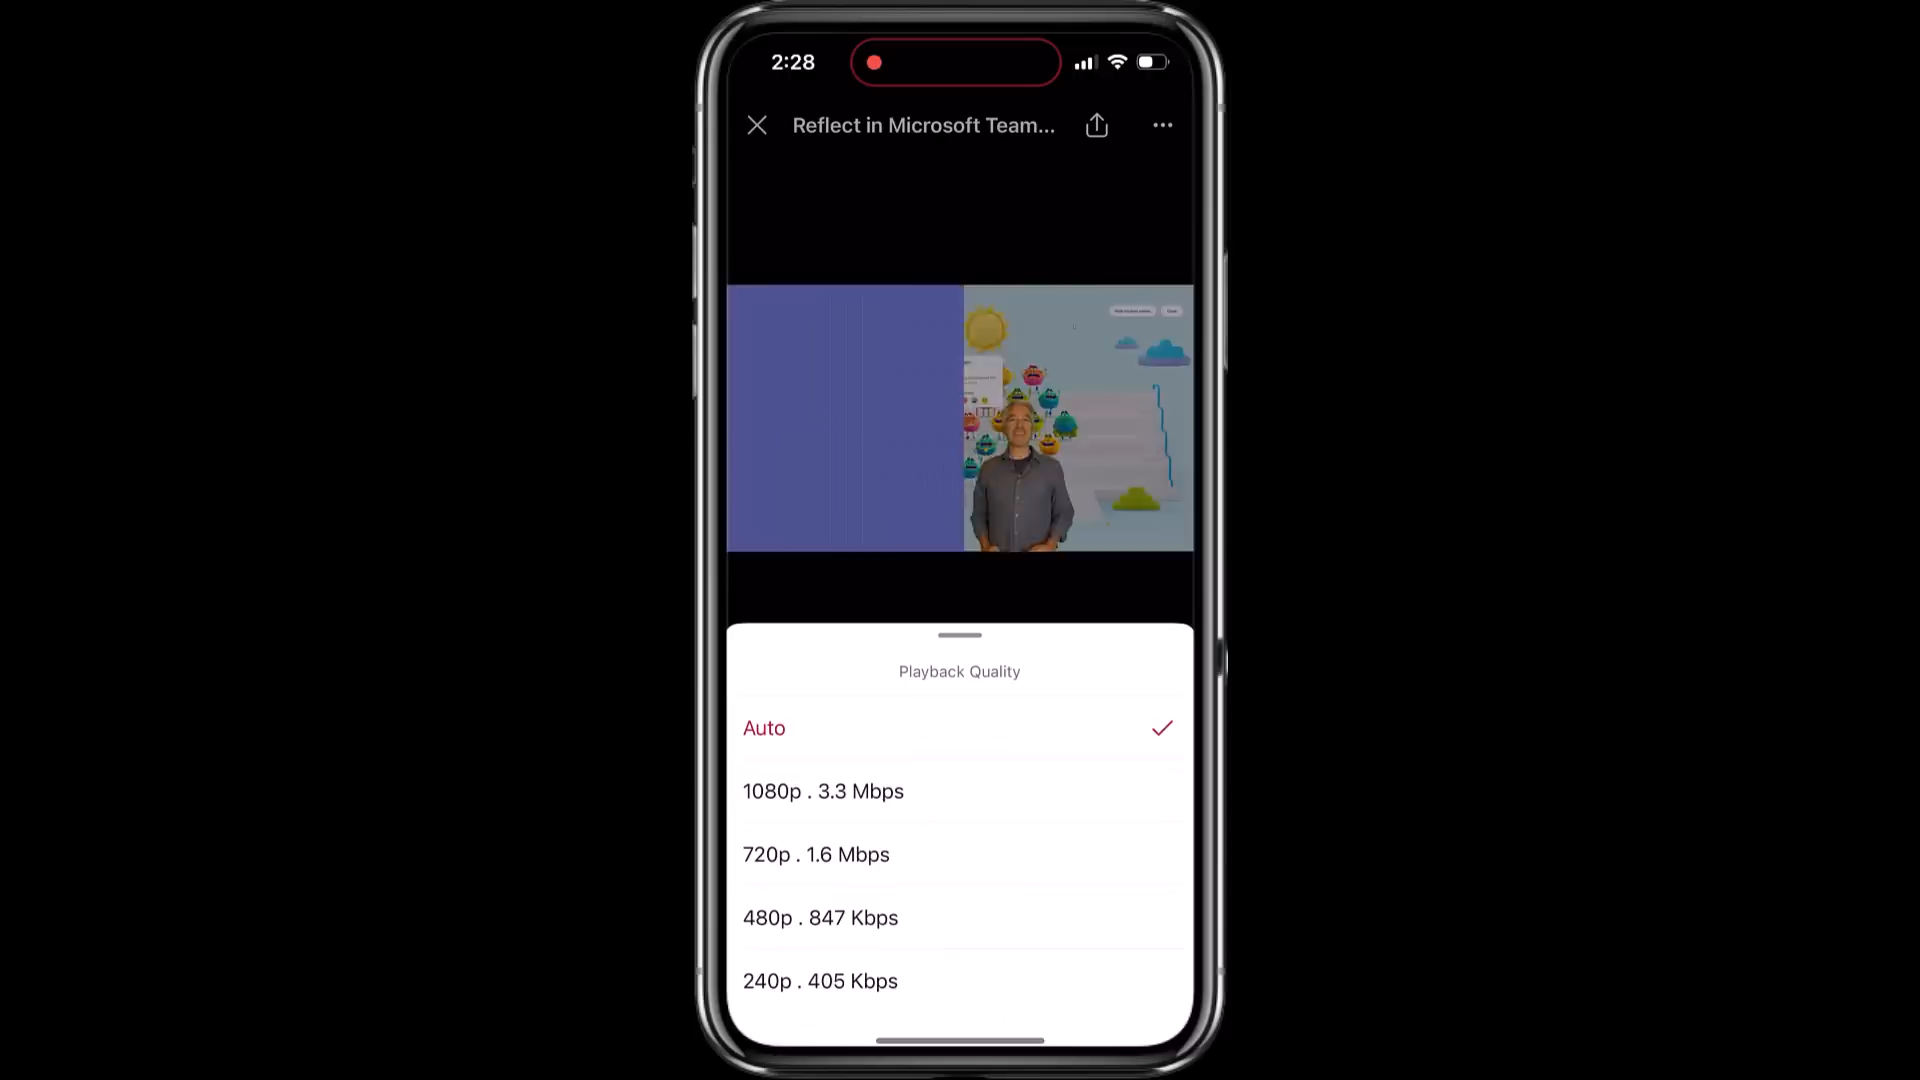 2:28
Reflect in Microsoft Team...
Playback Quality
Auto
1080p . 3.3 Mbps
720p . 1.6 Mbps
480p . 847 Kbps
240p . 405 Kbps